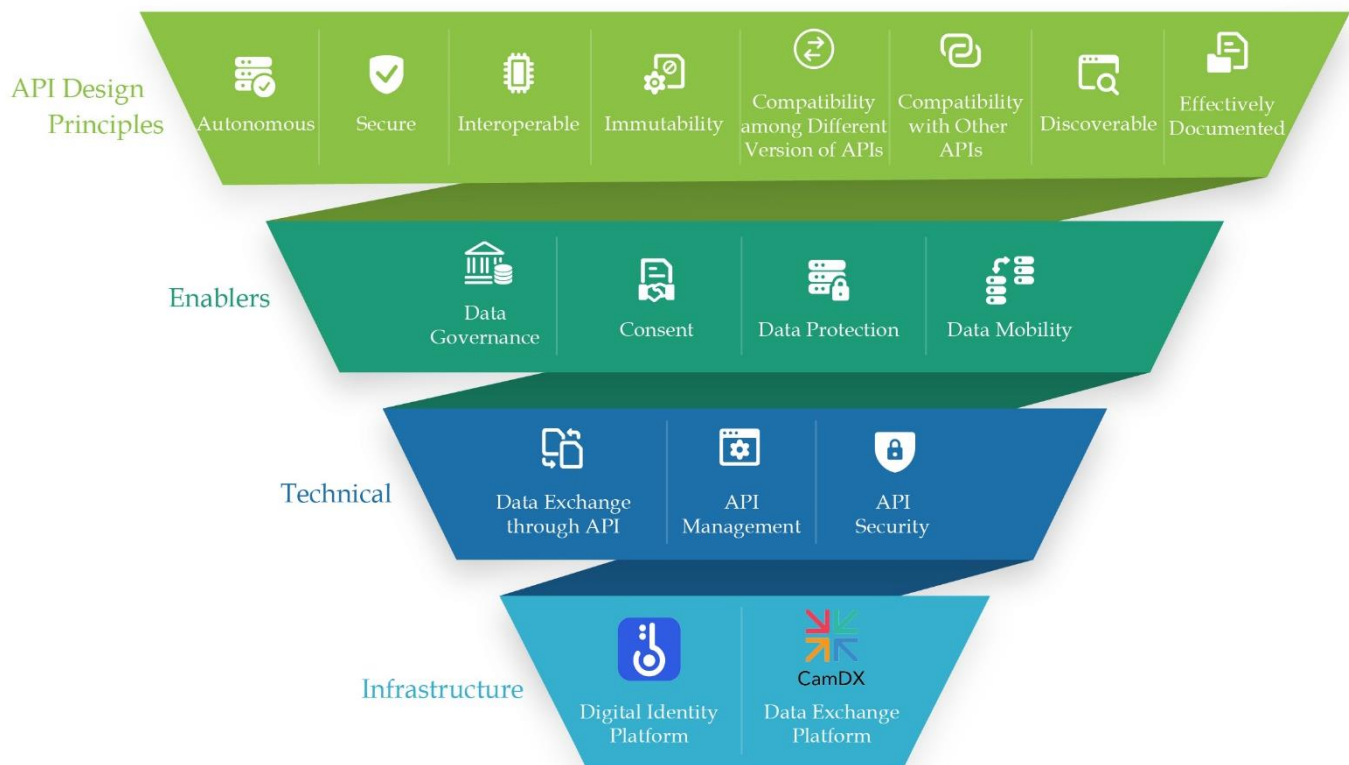 API Design
Principles
Autonomous
Secure
Interoperable
Immutability
Compatibility
among Different
Version of APIs
Compatibility
with Other
APIs
Discoverable
Effectively
Documented
Enablers
Data
Governance
Consent
Data Protection
Data Mobility
Technical
Data Exchange
through API
API
Management
API
Security
Infrastructure
Digital Identity
Platform
CamDX
Data Exchange
Platform